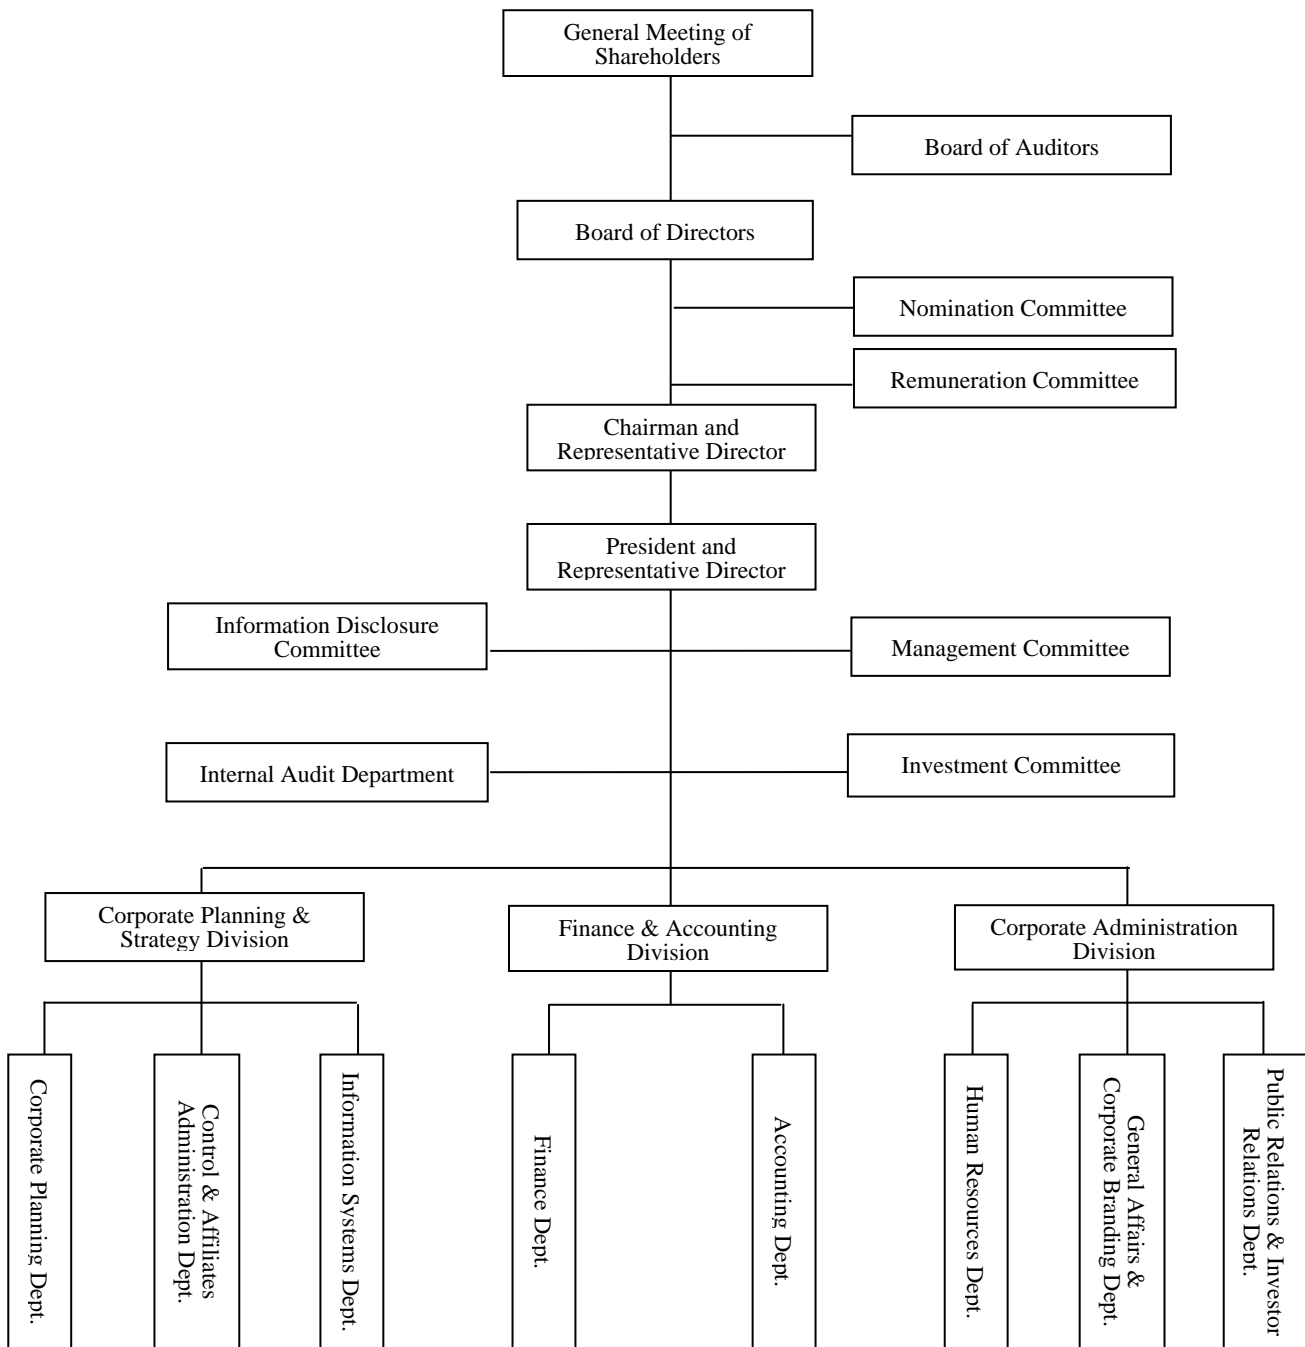 General Meeting of
Shareholders
Board of Auditors
Board of Directors
Nomination Committee
Remuneration Committee
Chairman and
Representative Director
President and
Representative Director
Information Disclosure
Committee
Management Committee
Internal Audit Department
Investment Committee
Corporate Planning &
Strategy Division
Finance & Accounting
Division
Corporate Administration
Division
Corporate Planning Dept.
Control & Affiliates
Administration Dept.
Information Systems Dept.
Finance Dept.
Accounting Dept.
Human Resources Dept.
General Affairs &
Corporate Branding Dept.
Public Relations & Investor
Relations Dept.